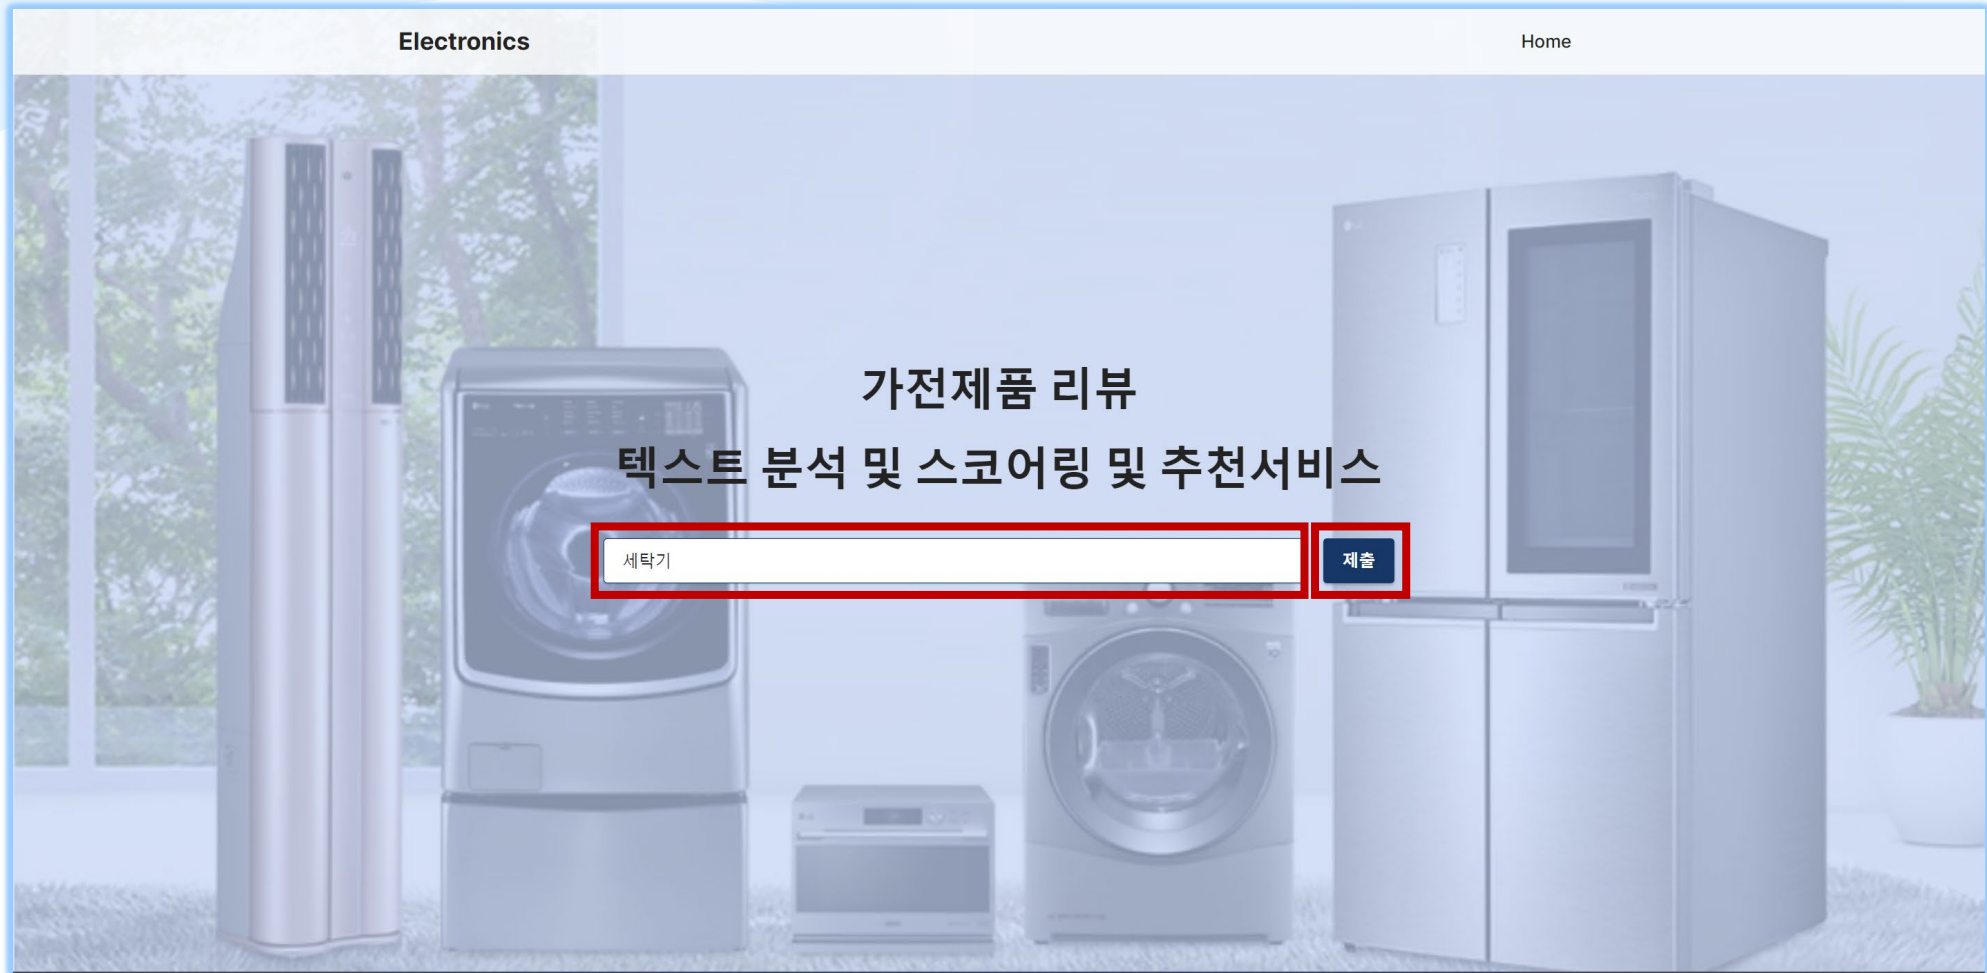 Electronics
Home
가전제품 리뷰
텍스트 분석 및 스코어링 및 추천서비스
세탁기
제출